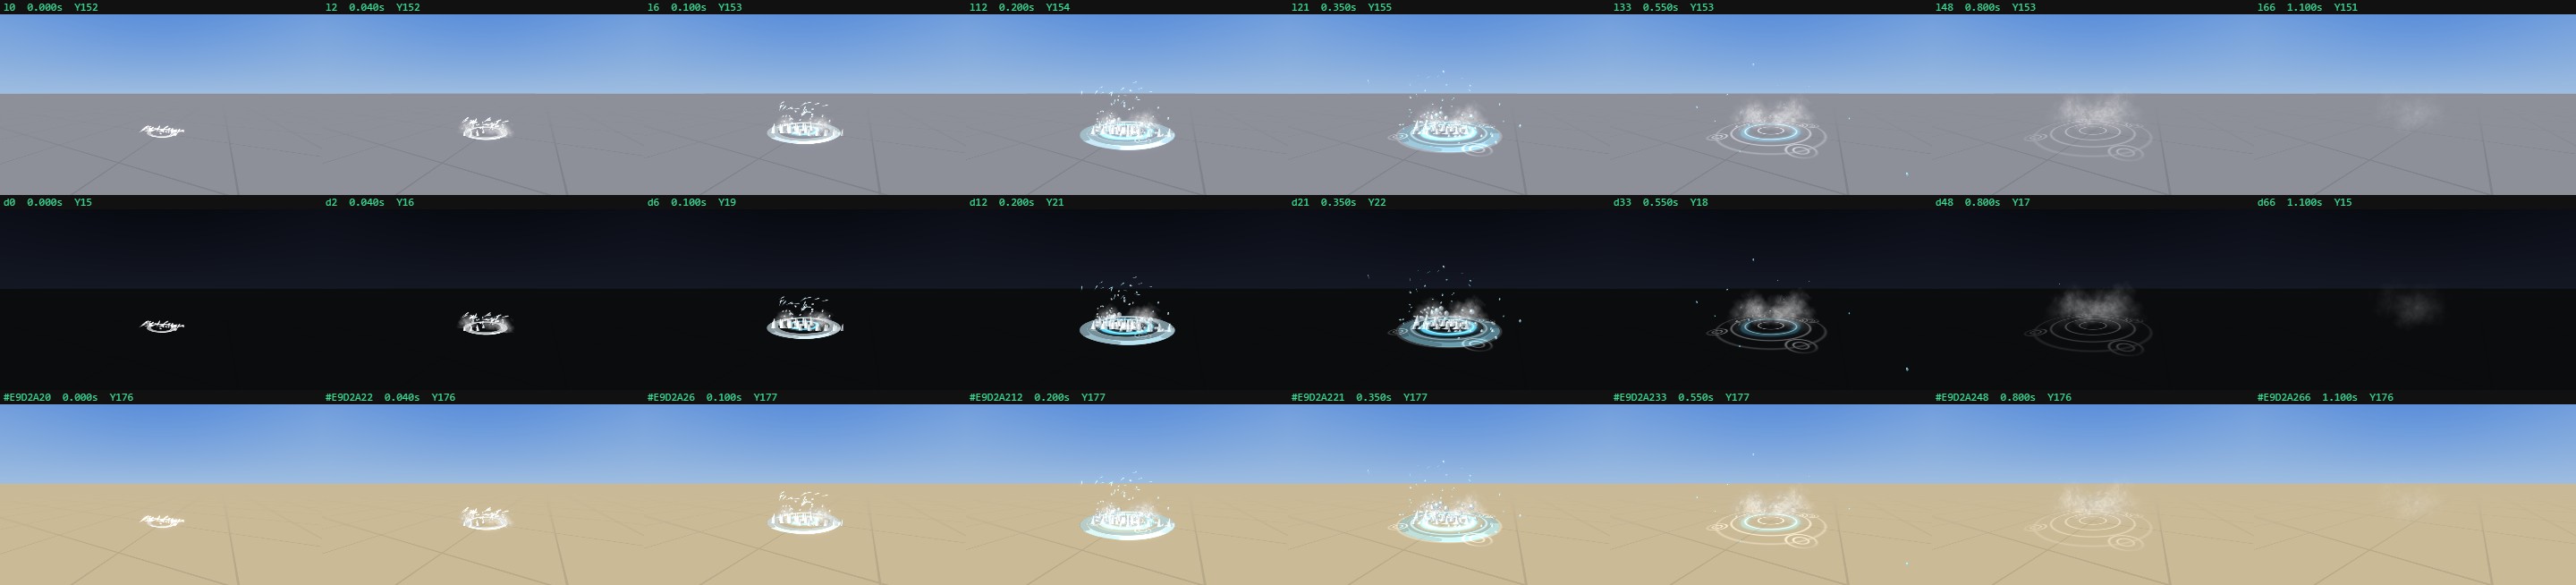 l0 0.000s Y152
l2 0.040s Y152
l6 0.100s Y153
l12 0.200s Y154
l21 0.350s Y155
l33 0.550s Y153
l48 0.800s Y153
l66 1.100s Y151
d0 0.000s Y15
d2 0.040s Y16
d6 0.100s Y19
d12 0.200s Y21
d21 0.350s Y22
d33 0.550s Y18
d48 0.800s Y17
d66 1.100s Y15
#E9D2A20 0.000s Y176
#E9D2A22 0.040s Y176
#E9D2A26 0.100s Y177
#E9D2A212 0.200s Y177
#E9D2A221 0.350s Y177
#E9D2A233 0.550s Y177
#E9D2A248 0.800s Y176
#E9D2A266 1.100s Y176